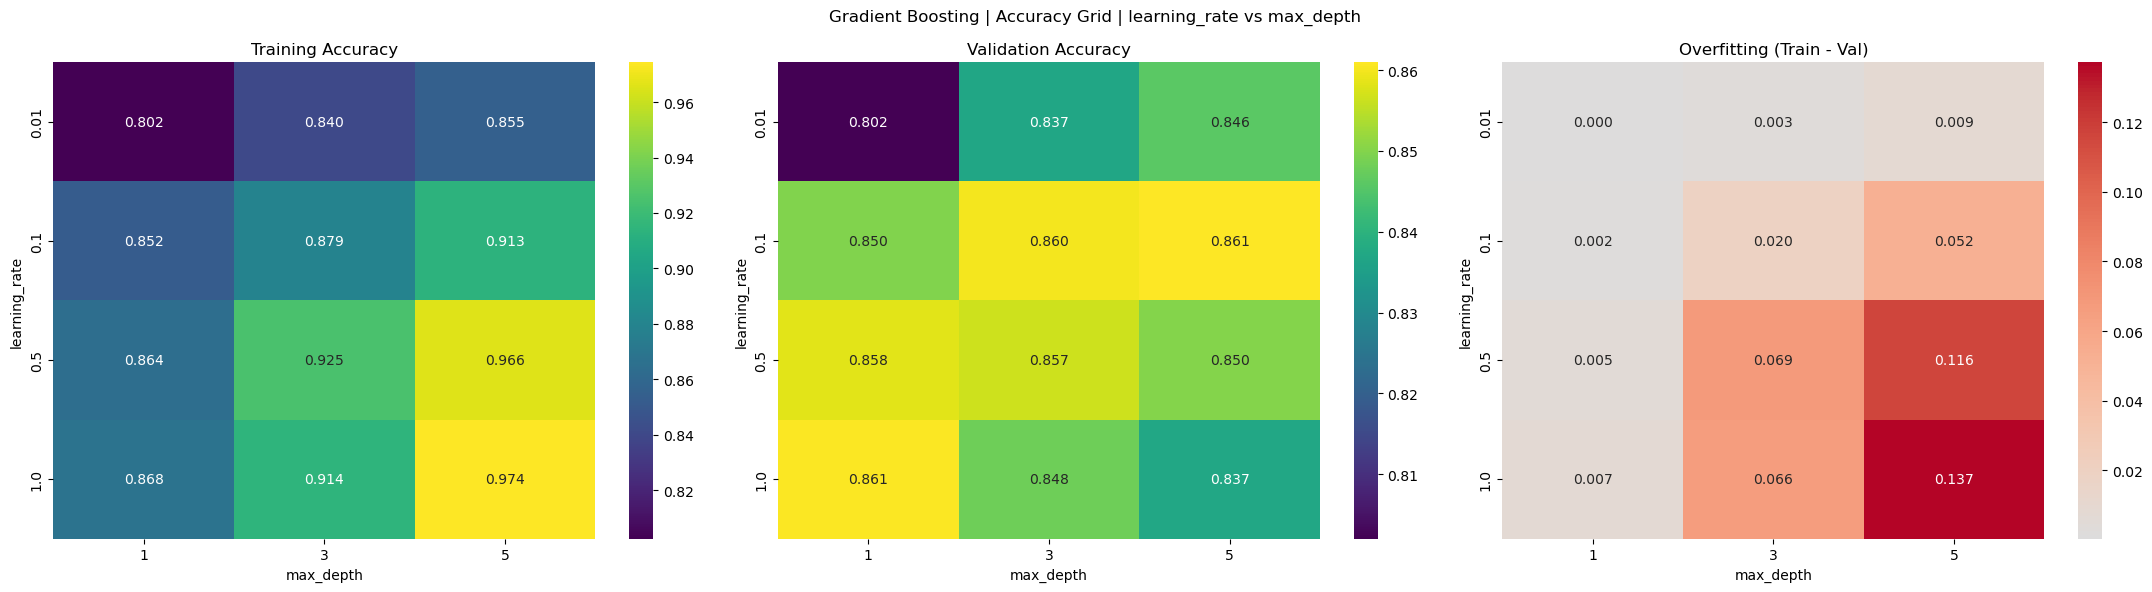 Gradient Boosting | Accuracy Grid | learning_rate vs max_depth
Training Accuracy
learning_rate
0.01
0.802 0.840 0.855
0.1
0.852 0.879 0.913
0.5
0.864 0.925 0.966
1.0
0.868 0.914 0.974
1 3 5
max_depth
0.96
0.94
0.92
0.90
0.88
0.86
0.84
0.82
Validation Accuracy
learning_rate
0.01
0.802 0.837 0.846
0.1
0.850 0.860 0.861
0.5
0.858 0.857 0.850
1.0
0.861 0.848 0.837
1 3 5
max_depth
0.86
0.85
0.84
0.83
0.82
0.81
Overfitting (Train - Val)
learning_rate
0.01
0.000 0.003 0.009
0.1
0.002 0.020 0.052
0.5
0.005 0.069 0.116
1.0
0.007 0.066 0.137
1 3 5
max_depth
0.12
0.10
0.08
0.06
0.04
0.02